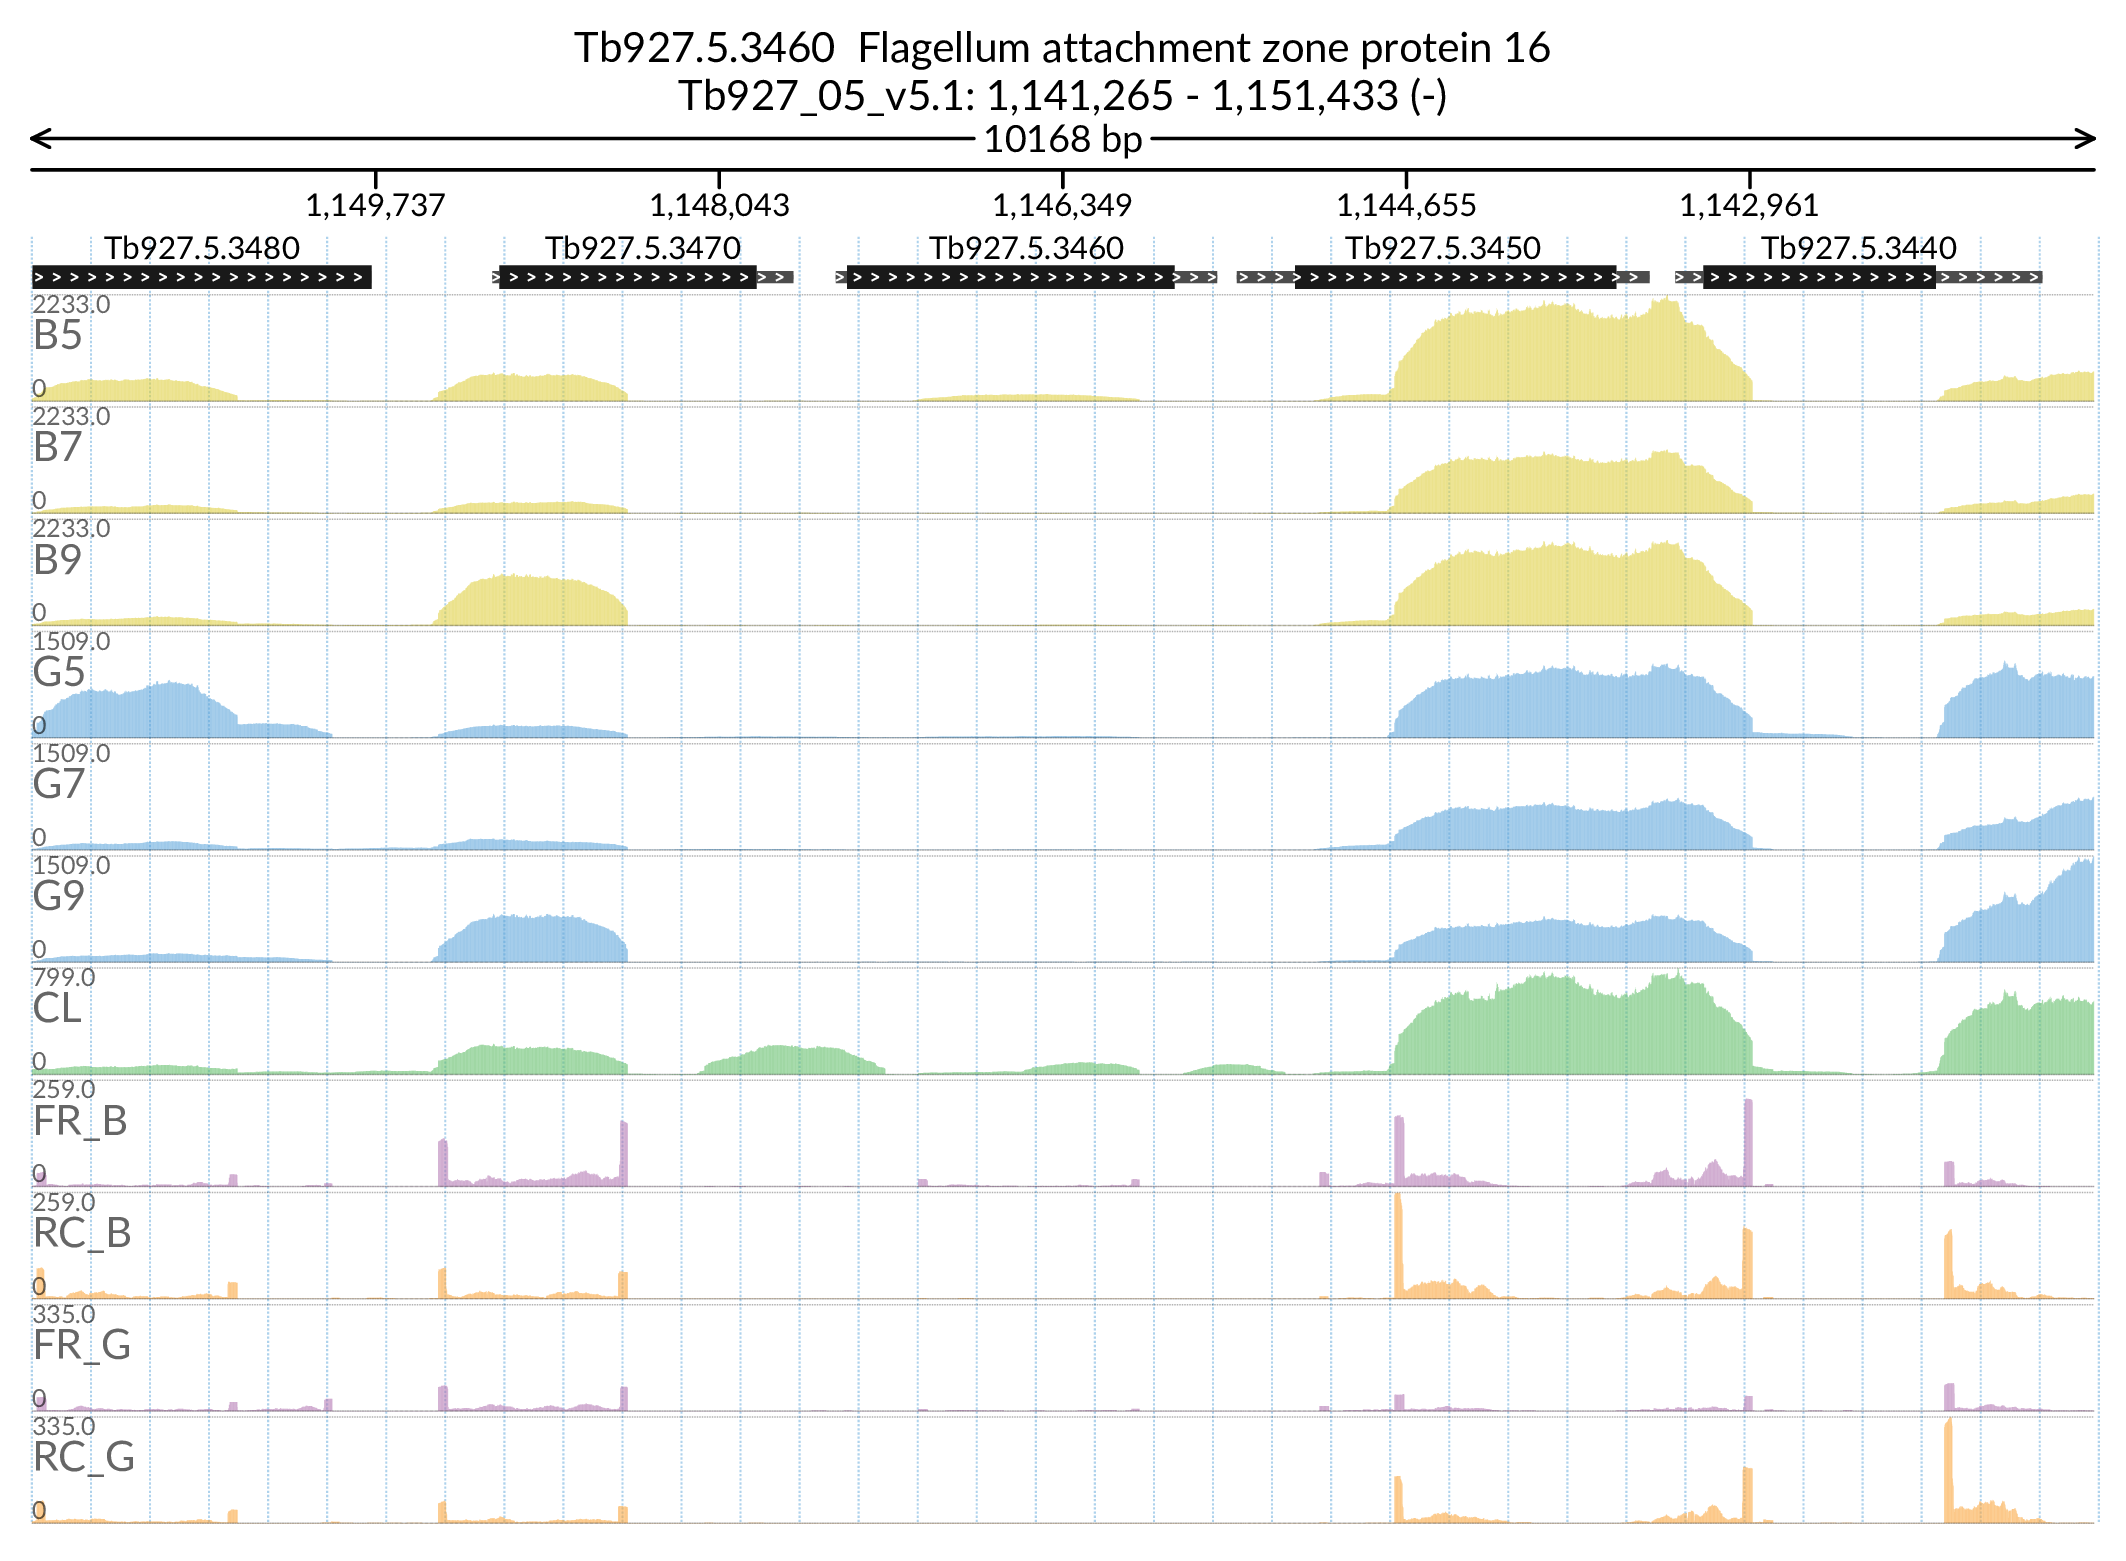 Tb927.5.3460  Flagellum attachment zone protein 16
Tb927_05_v5.1: 1,141,265 - 1,151,433 (-)
10168 bp
1,149,737 1,148,043 1,146,349 1,144,655 1,142,961
Tb927.5.3480 Tb927.5.3470 Tb927.5.3460 Tb927.5.3450 Tb927.5.3440
2233.0
B5
0
2233.0
B7
0
2233.0
B9
0
1509.0
G5
0
1509.0
G7
0
1509.0
G9
0
799.0
CL
0
259.0
FR_B
0
259.0
RC_B
0
335.0
FR_G
0
335.0
RC_G
0